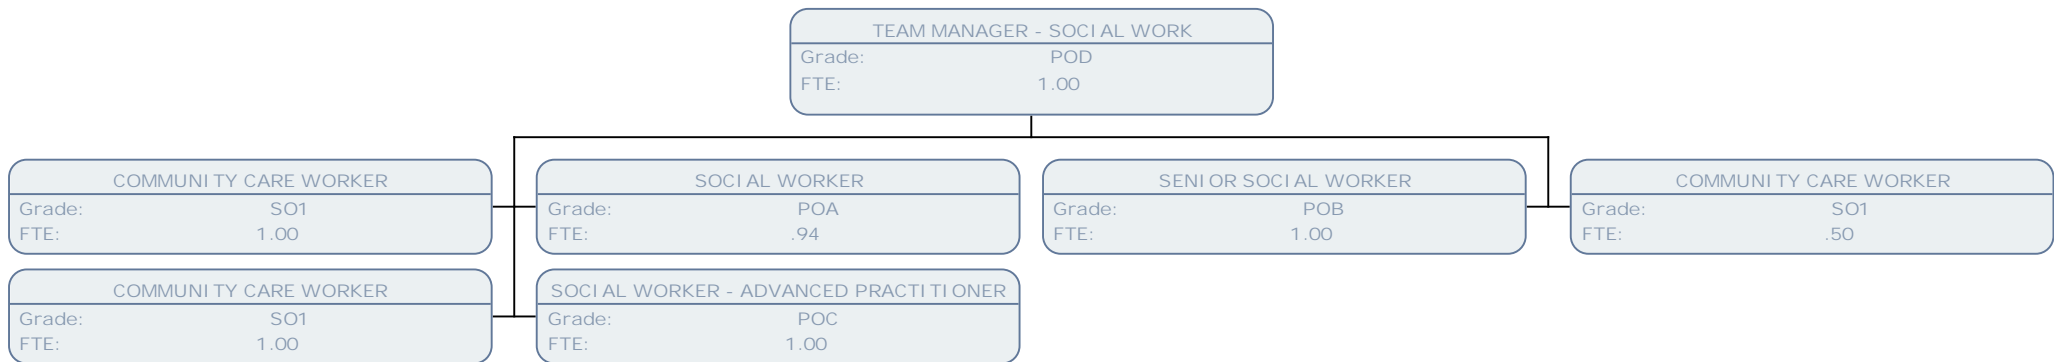 TEAM MANAGER - SOCIAL WORK
Grade: POD
FTE: 1.00
COMMUNITY CARE WORKER
Grade: SO1
FTE: 1.00
SOCIAL WORKER
Grade: POA
FTE: .94
SENIOR SOCIAL WORKER
Grade: POB
FTE: 1.00
COMMUNITY CARE WORKER
Grade: SO1
FTE: .50
COMMUNITY CARE WORKER
Grade: SO1
FTE: 1.00
SOCIAL WORKER - ADVANCED PRACTITIONER
Grade: POC
FTE: 1.00